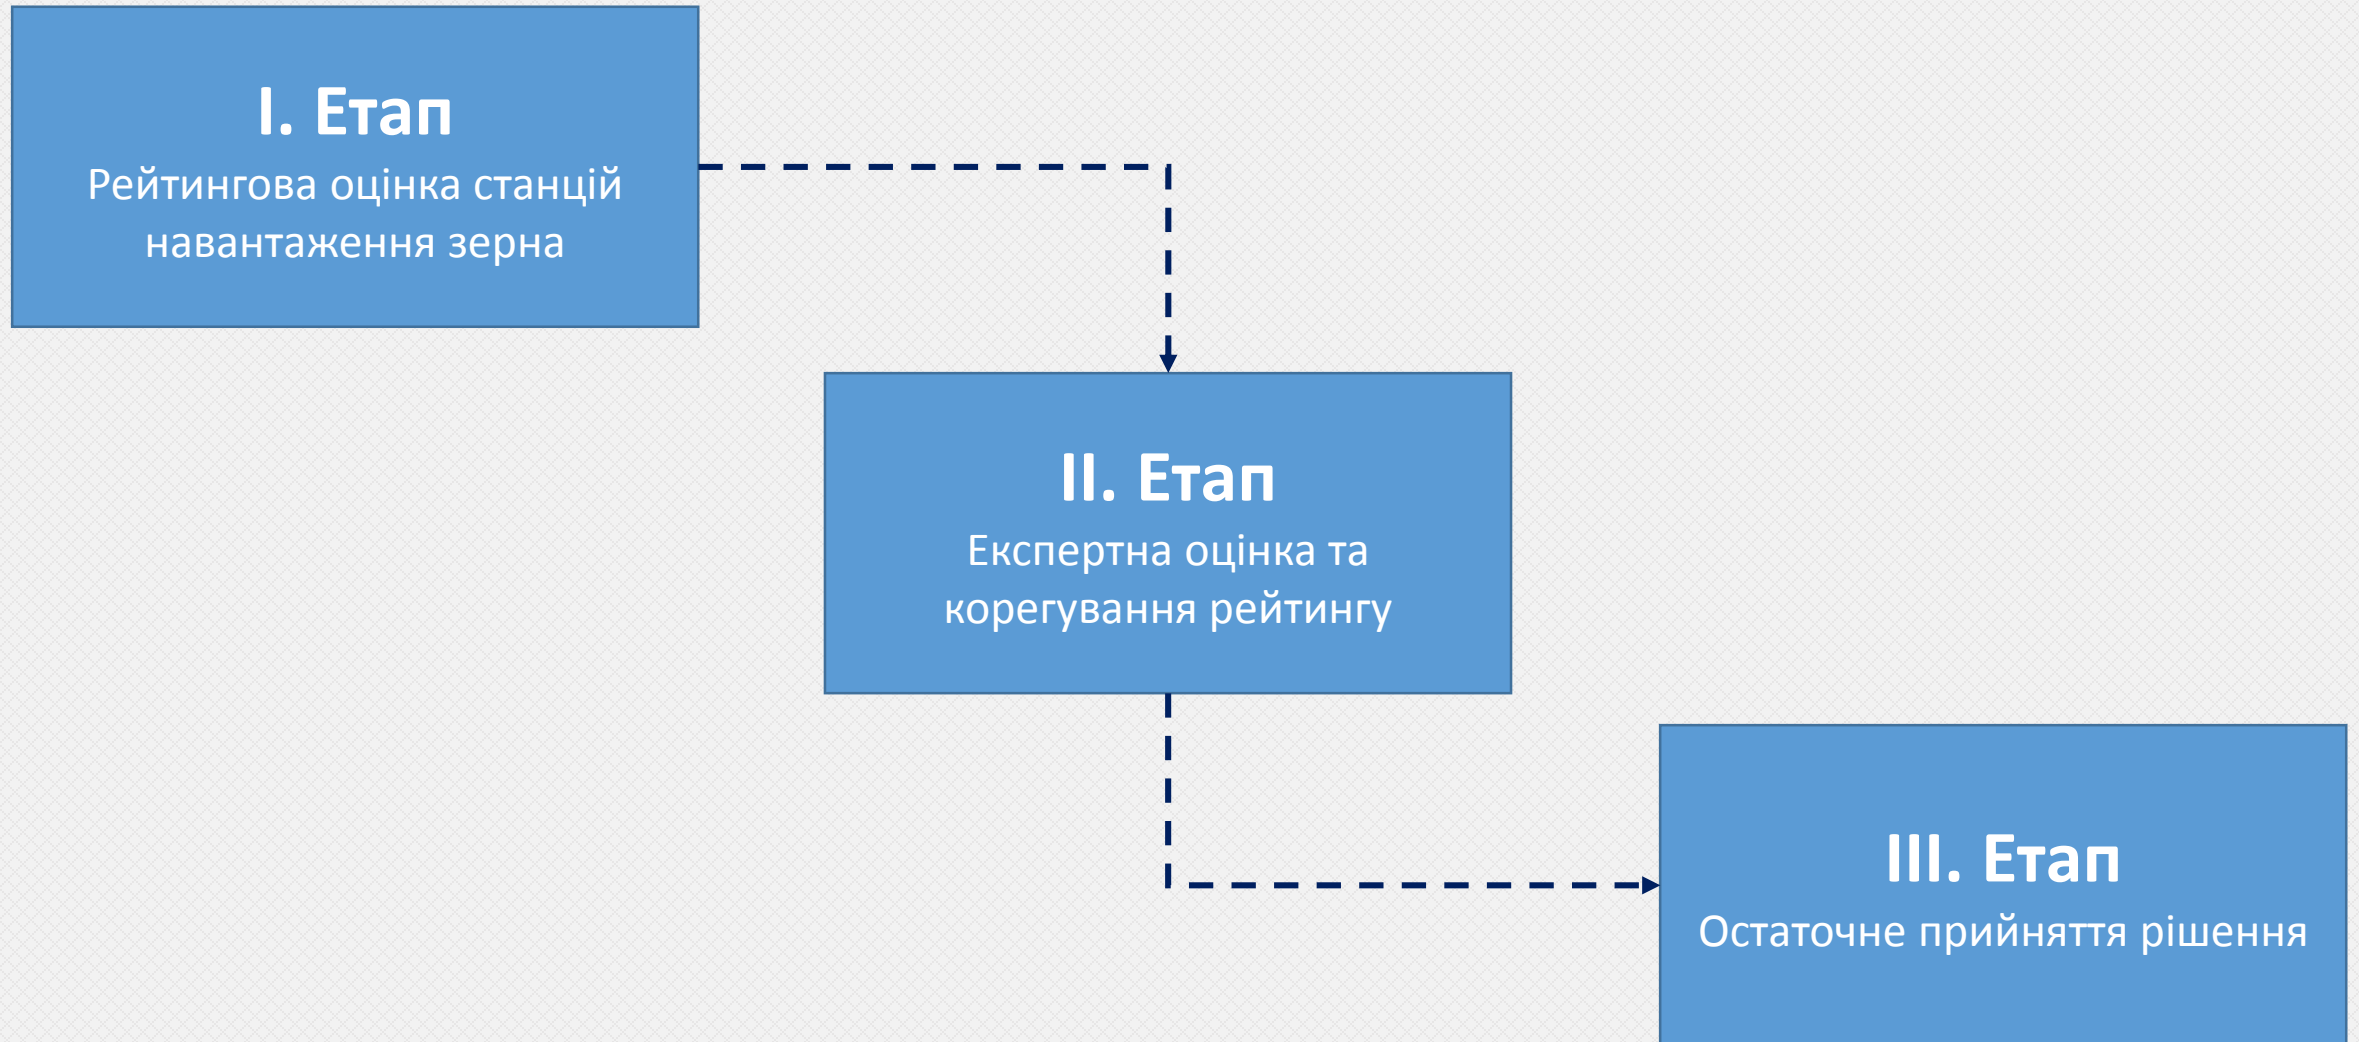 I. Етап
Рейтингова оцінка станцій
навантаження зерна
II. Етап
Експертна оцінка та
корегування рейтингу
III. Етап
Остаточне прийняття рішення